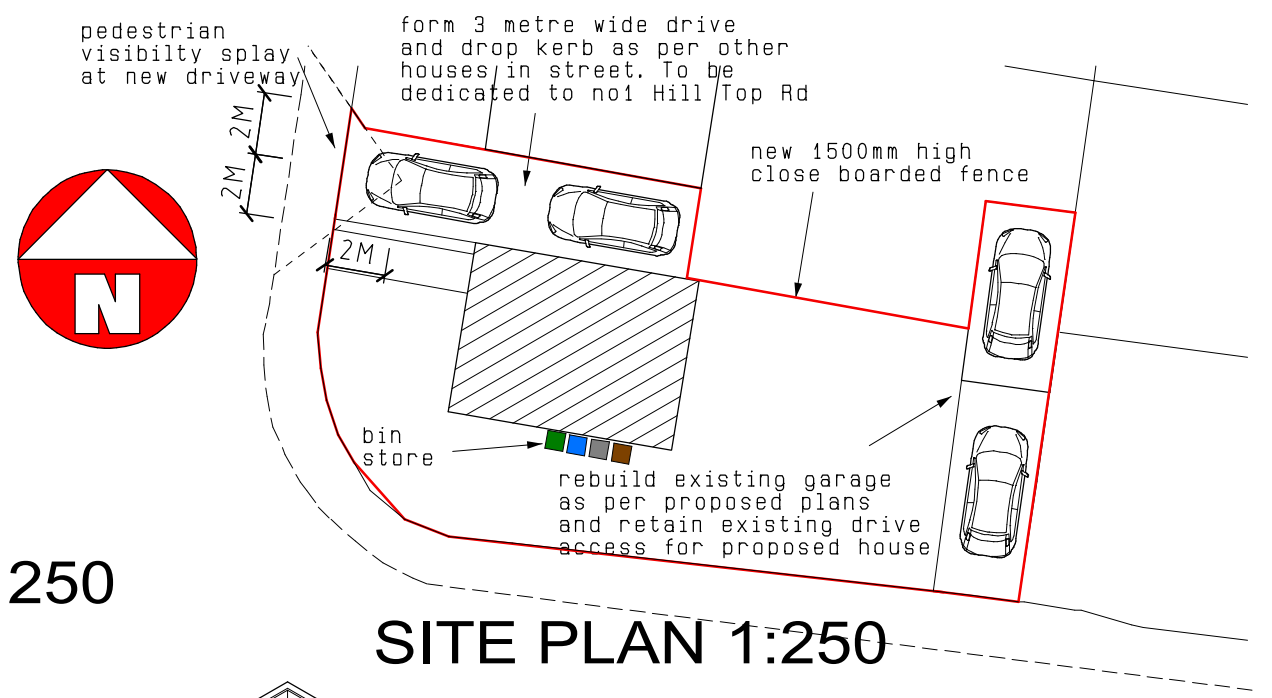 pedestrian
visibilty splay
at new driveway
form 3 metre wide drive
and drop kerb as per other
houses in street. To be
dedicated to no1 Hill Top Rd
2M
2M
new 1500mm high
close boarded fence
2M
N
bin
store
rebuild existing garage
as per proposed plans
and retain existing drive
access for proposed house
250
SITE PLAN 1:250